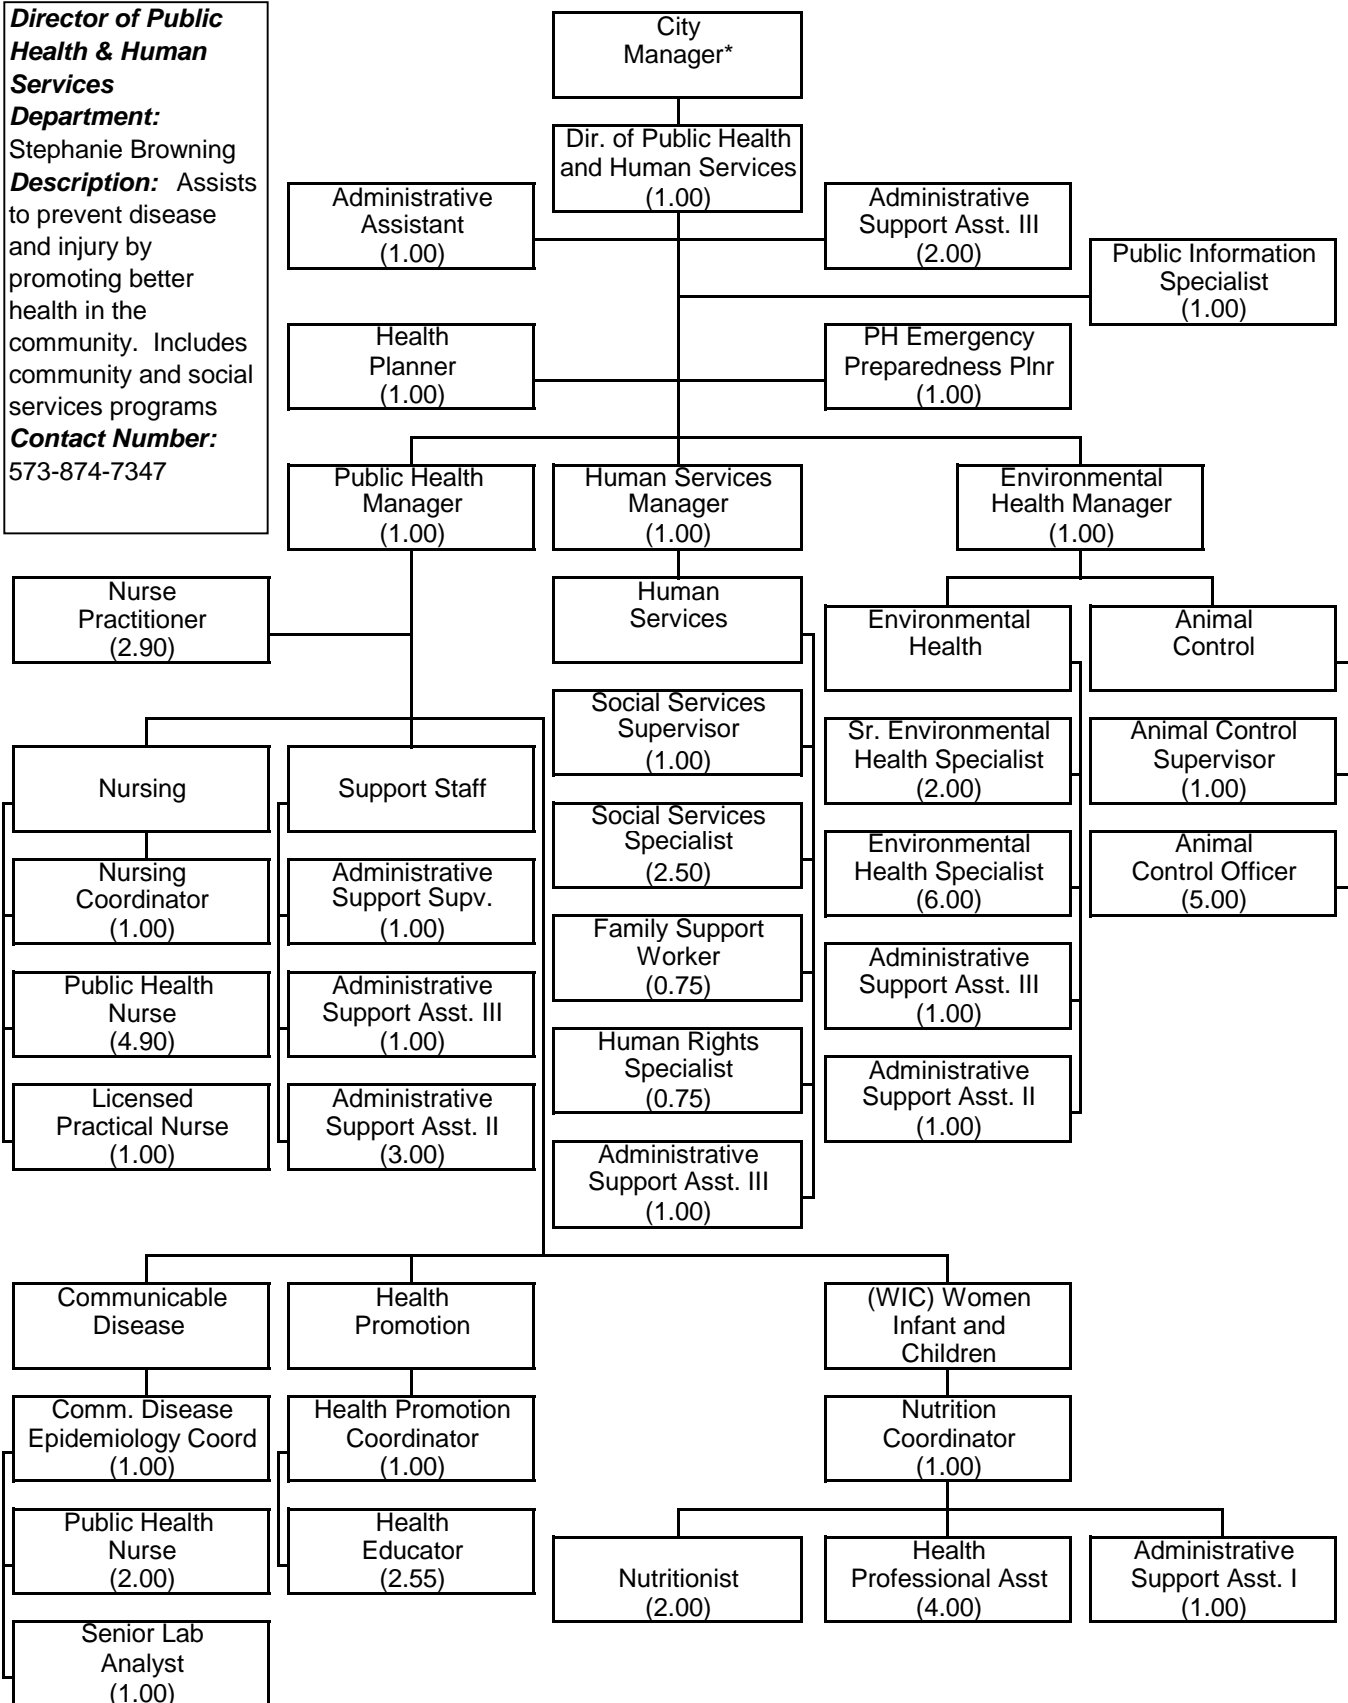 Director of Public
Health & Human
Services
Department:
Stephanie Browning
Description: Assists
to prevent disease
and injury by
promoting better
health in the
community. Includes
community and social
services programs
Contact Number:
573-874-7347
City
Manager*
Dir. of Public Health
and Human Services
(1.00)
Administrative
Assistant
(1.00)
Administrative
Support Asst. III
(2.00)
Public Information
Specialist
(1.00)
Health
Planner
(1.00)
PH Emergency
Preparedness Plnr
(1.00)
Public Health
Manager
(1.00)
Human Services
Manager
(1.00)
Environmental
Health Manager
(1.00)
Nurse
Practitioner
(2.90)
Human
Services
Environmental
Health
Animal
Control
Social Services
Supervisor
(1.00)
Sr. Environmental
Health Specialist
(2.00)
Animal Control
Supervisor
(1.00)
Nursing
Support Staff
Social Services
Specialist
(2.50)
Environmental
Health Specialist
(6.00)
Animal
Control Officer
(5.00)
Nursing
Coordinator
(1.00)
Administrative
Support Supv.
(1.00)
Family Support
Worker
(0.75)
Administrative
Support Asst. III
(1.00)
Public Health
Nurse
(4.90)
Administrative
Support Asst. III
(1.00)
Human Rights
Specialist
(0.75)
Administrative
Support Asst. II
(1.00)
Licensed
Practical Nurse
(1.00)
Administrative
Support Asst. II
(3.00)
Administrative
Support Asst. III
(1.00)
Communicable
Disease
Health
Promotion
(WIC) Women
Infant and
Children
Comm. Disease
Epidemiology Coord
(1.00)
Health Promotion
Coordinator
(1.00)
Nutrition
Coordinator
(1.00)
Public Health
Nurse
(2.00)
Health
Educator
(2.55)
Nutritionist
(2.00)
Health
Professional Asst
(4.00)
Administrative
Support Asst. I
(1.00)
Senior Lab
Analyst
(1.00)